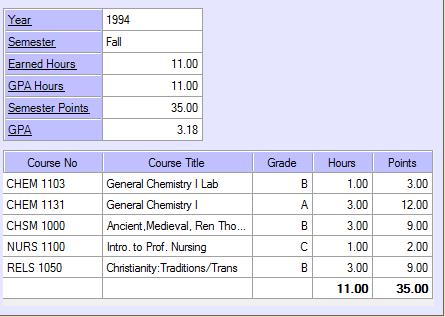 Year 1994
Semester Fall
Earned Hours 11.00
GPA Hours 11.00
Semester Points 35.00
GPA 3.18
Course No Course Title Grade Hours Points
CHEM 1103 General Chemistry I Lab B 1.00 3.00
CHEM 1131 General Chemistry I A 3.00 12.00
CHSM 1000 Ancient,Medieval, Ren Tho... B 3.00 9.00
NURS 1100 Intro. to Prof. Nursing C 1.00 2.00
RELS 1050 Christianity:Traditions/Trans B 3.00 9.00
11.00 35.00